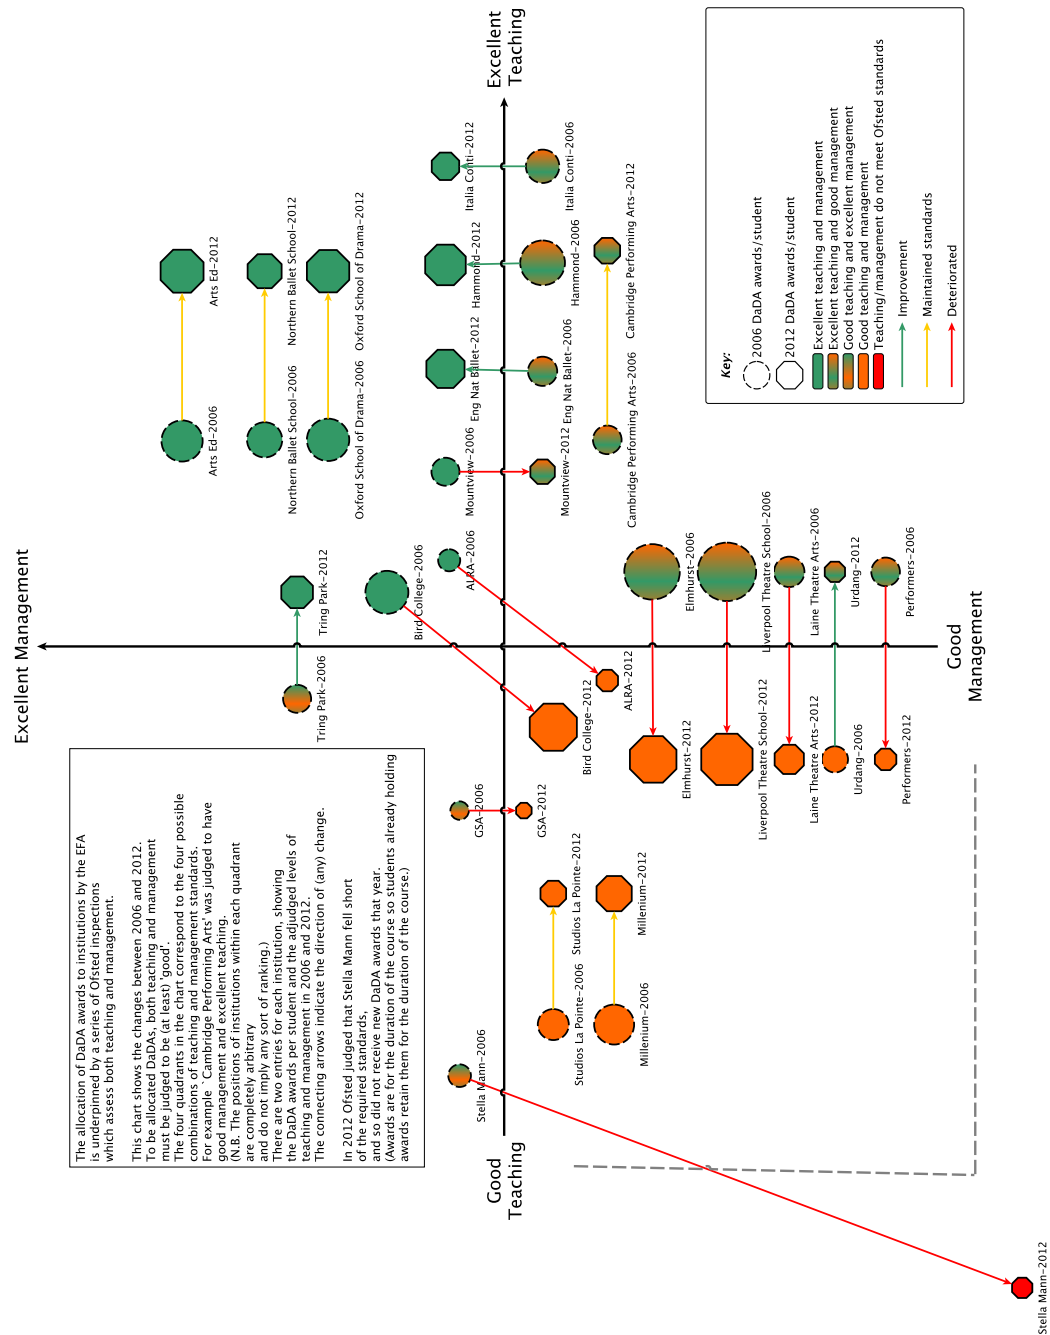 Excellent Management
The allocation of DaDA awards to institutions by the EFA
is underpinned by a series of Ofsted inspections
which assess both teaching and management.
This chart shows the changes between 2006 and 2012.
To be allocated DaDAs, both teaching and management
must be judged to be (at least) 'good'.
The four quadrants in the chart correspond to the four possible
combinations of teaching and management standards.
For example `Cambridge Performing Arts' was judged to have
good management and excellent teaching.
(N.B. The positions of institutions within each quadrant
are completely arbitrary
and do not imply any sort of ranking.)
There are two entries for each institution, showing
the DaDA awards per student and the adjudged levels of
teaching and management in 2006 and 2012.
The connecting arrows indicate the direction of (any) change.
In 2012 Ofsted judged that Stella Mann fell short
of the required standards,
and so did not receive new DaDA awards that year.
(Awards are for the duration of the course so students already holding
awards retain them for the duration of the course.)
Arts Ed-2006
Arts Ed-2012
Northern Ballet School-2006
Northern Ballet School-2012
Oxford School of Drama-2006
Oxford School of Drama-2012
Tring Park-2006
Tring Park-2012
Bird College-2006
ALRA-2006
Mountview-2006
Eng Nat Ballet-2012
Hammond-2012
Italia Conti-2012
Stella Mann-2006
GSA-2006
Good
Teaching
Excellent
Teaching
GSA-2012
Mountview-2012
Eng Nat Ballet-2006
Hammond-2006
Italia Conti-2006
Studios La Pointe-2006
Studios La Pointe-2012
Bird College-2012
ALRA-2012
Cambridge Performing Arts-2006
Cambridge Performing Arts-2012
Millenium-2006
Millenium-2012
Elmhurst-2012
Elmhurst-2006
Liverpool Theatre School-2012
Liverpool Theatre School-2006
Laine Theatre Arts-2012
Laine Theatre Arts-2006
Urdang-2006
Urdang-2012
Performers-2012
Performers-2006
Good
Management
Stella Mann-2012
Key:
2006 DaDA awards/student
2012 DaDA awards/student
Excellent teaching and management
Excellent teaching and good management
Good teaching and excellent management
Good teaching and management
Teaching/management do not meet Ofsted standards
Improvement
Maintained standards
Deteriorated